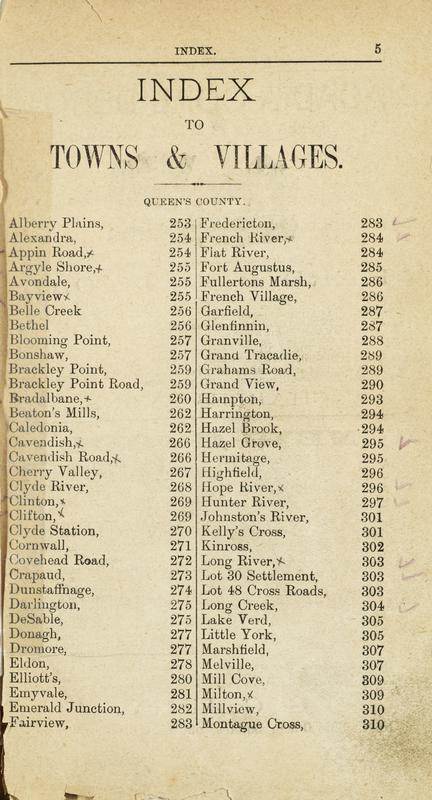 INDEX. 5
INDEX
TO
TOWNS & VILLAGES.
QUEEN'S COUNTY.
Alberry Plains, 253
Alexandra, 254
Appin Road, 254
Argyle Shore, 255
Avondale, 255
Bayview 255
Belle Creek 256
Bethel 256
Blooming Point, 257
Bonshaw, 257
Brackley Point, 259
Brackley Point Road, 259
Bradalbane, 260
Beaton's Mills, 262
Caledonia, 262
Cavendish, 266
Cavendish Road, 266
Cherry Valley, 267
Clyde River, 268
Clinton, 269
Clifton, 269
Clyde Station, 270
Cornwall, 271
Covehead Road, 272
Crapaud, 273
Dunstaffnage, 274
Darlington, 275
DeSable, 275
Donagh, 277
Dromore, 277
Eldon, 278
Elliott's, 280
Emyvale, 281
Emerald Junction, 282
Fairview, 283
Fredericton, 283
French River, 284
Flat River, 284
Fort Augustus, 285
Fullertons Marsh, 286
French Village, 286
Garfield, 287
Glenfinnin, 287
Granville, 288
Grand Tracadie, 289
Grahams Road, 289
Grand View, 290
Hampton, 293
Harrington, 294
Hazel Brook, 294
Hazel Grove, 295
Hermitage, 295
Highfield, 296
Hope River, 296
Hunter River, 297
Johnston's River, 301
Kelly's Cross, 301
Kinross, 302
Long River, 303
Lot 30 Settlement, 303
Lot 48 Cross Roads, 303
Long Creek, 304
Lake Verd, 305
Little York, 305
Marshfield, 307
Melville, 307
Mill Cove, 309
Milton, 309
Millview, 310
Montague Cross, 310